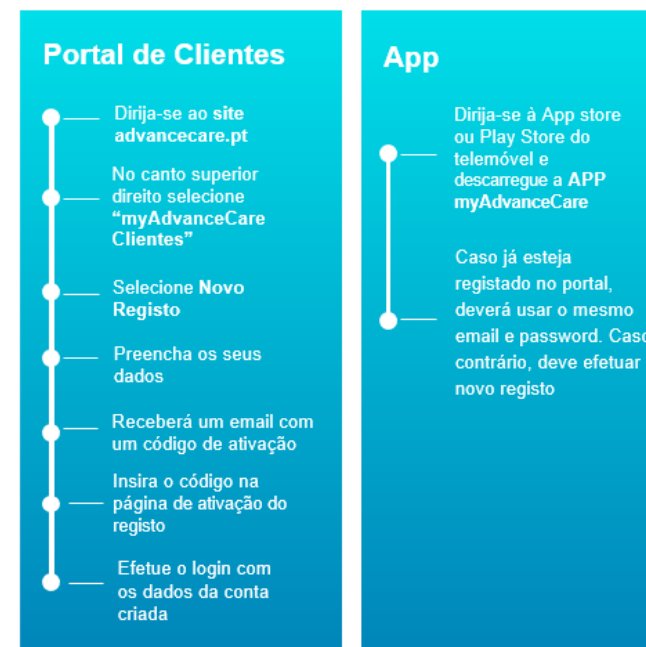 Portal de Clientes
Dirija-se ao site
advancecare.pt
No canto superior
direito selecione
“myAdvanceCare
Clientes”
Selecione Novo
Registo
Preencha os seus
dados
Receberá um email com
um código de ativação
Insira o código na
página de ativação do
registo
Efetue o login com
os dados da conta
criada
App
Dirija-se à App store
ou Play Store do
telemóvel e
descarregue a APP
myAdvanceCare
Caso já esteja
registado no portal,
deverá usar o mesmo
email e password. Caso
contrário, deve efetuar
novo registo